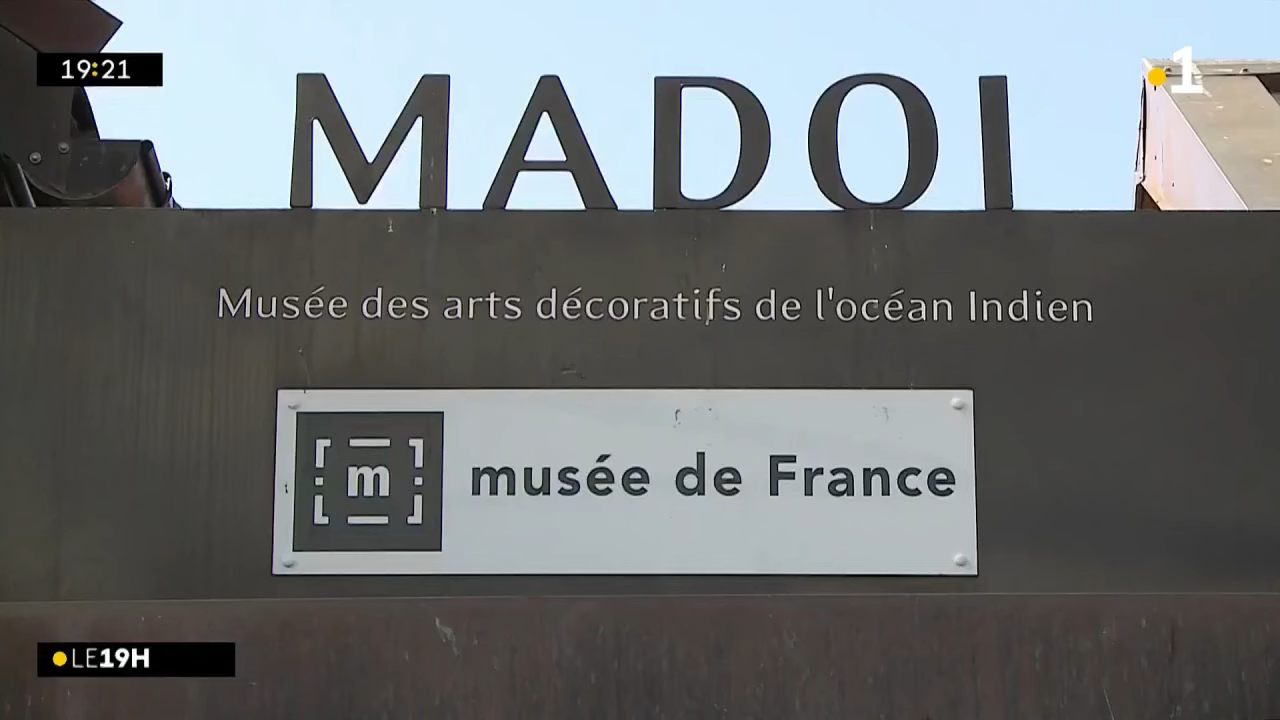 19:21
1
MADOI
Musée des arts décoratifs de l'océan Indien
m
musée de France
LE19H